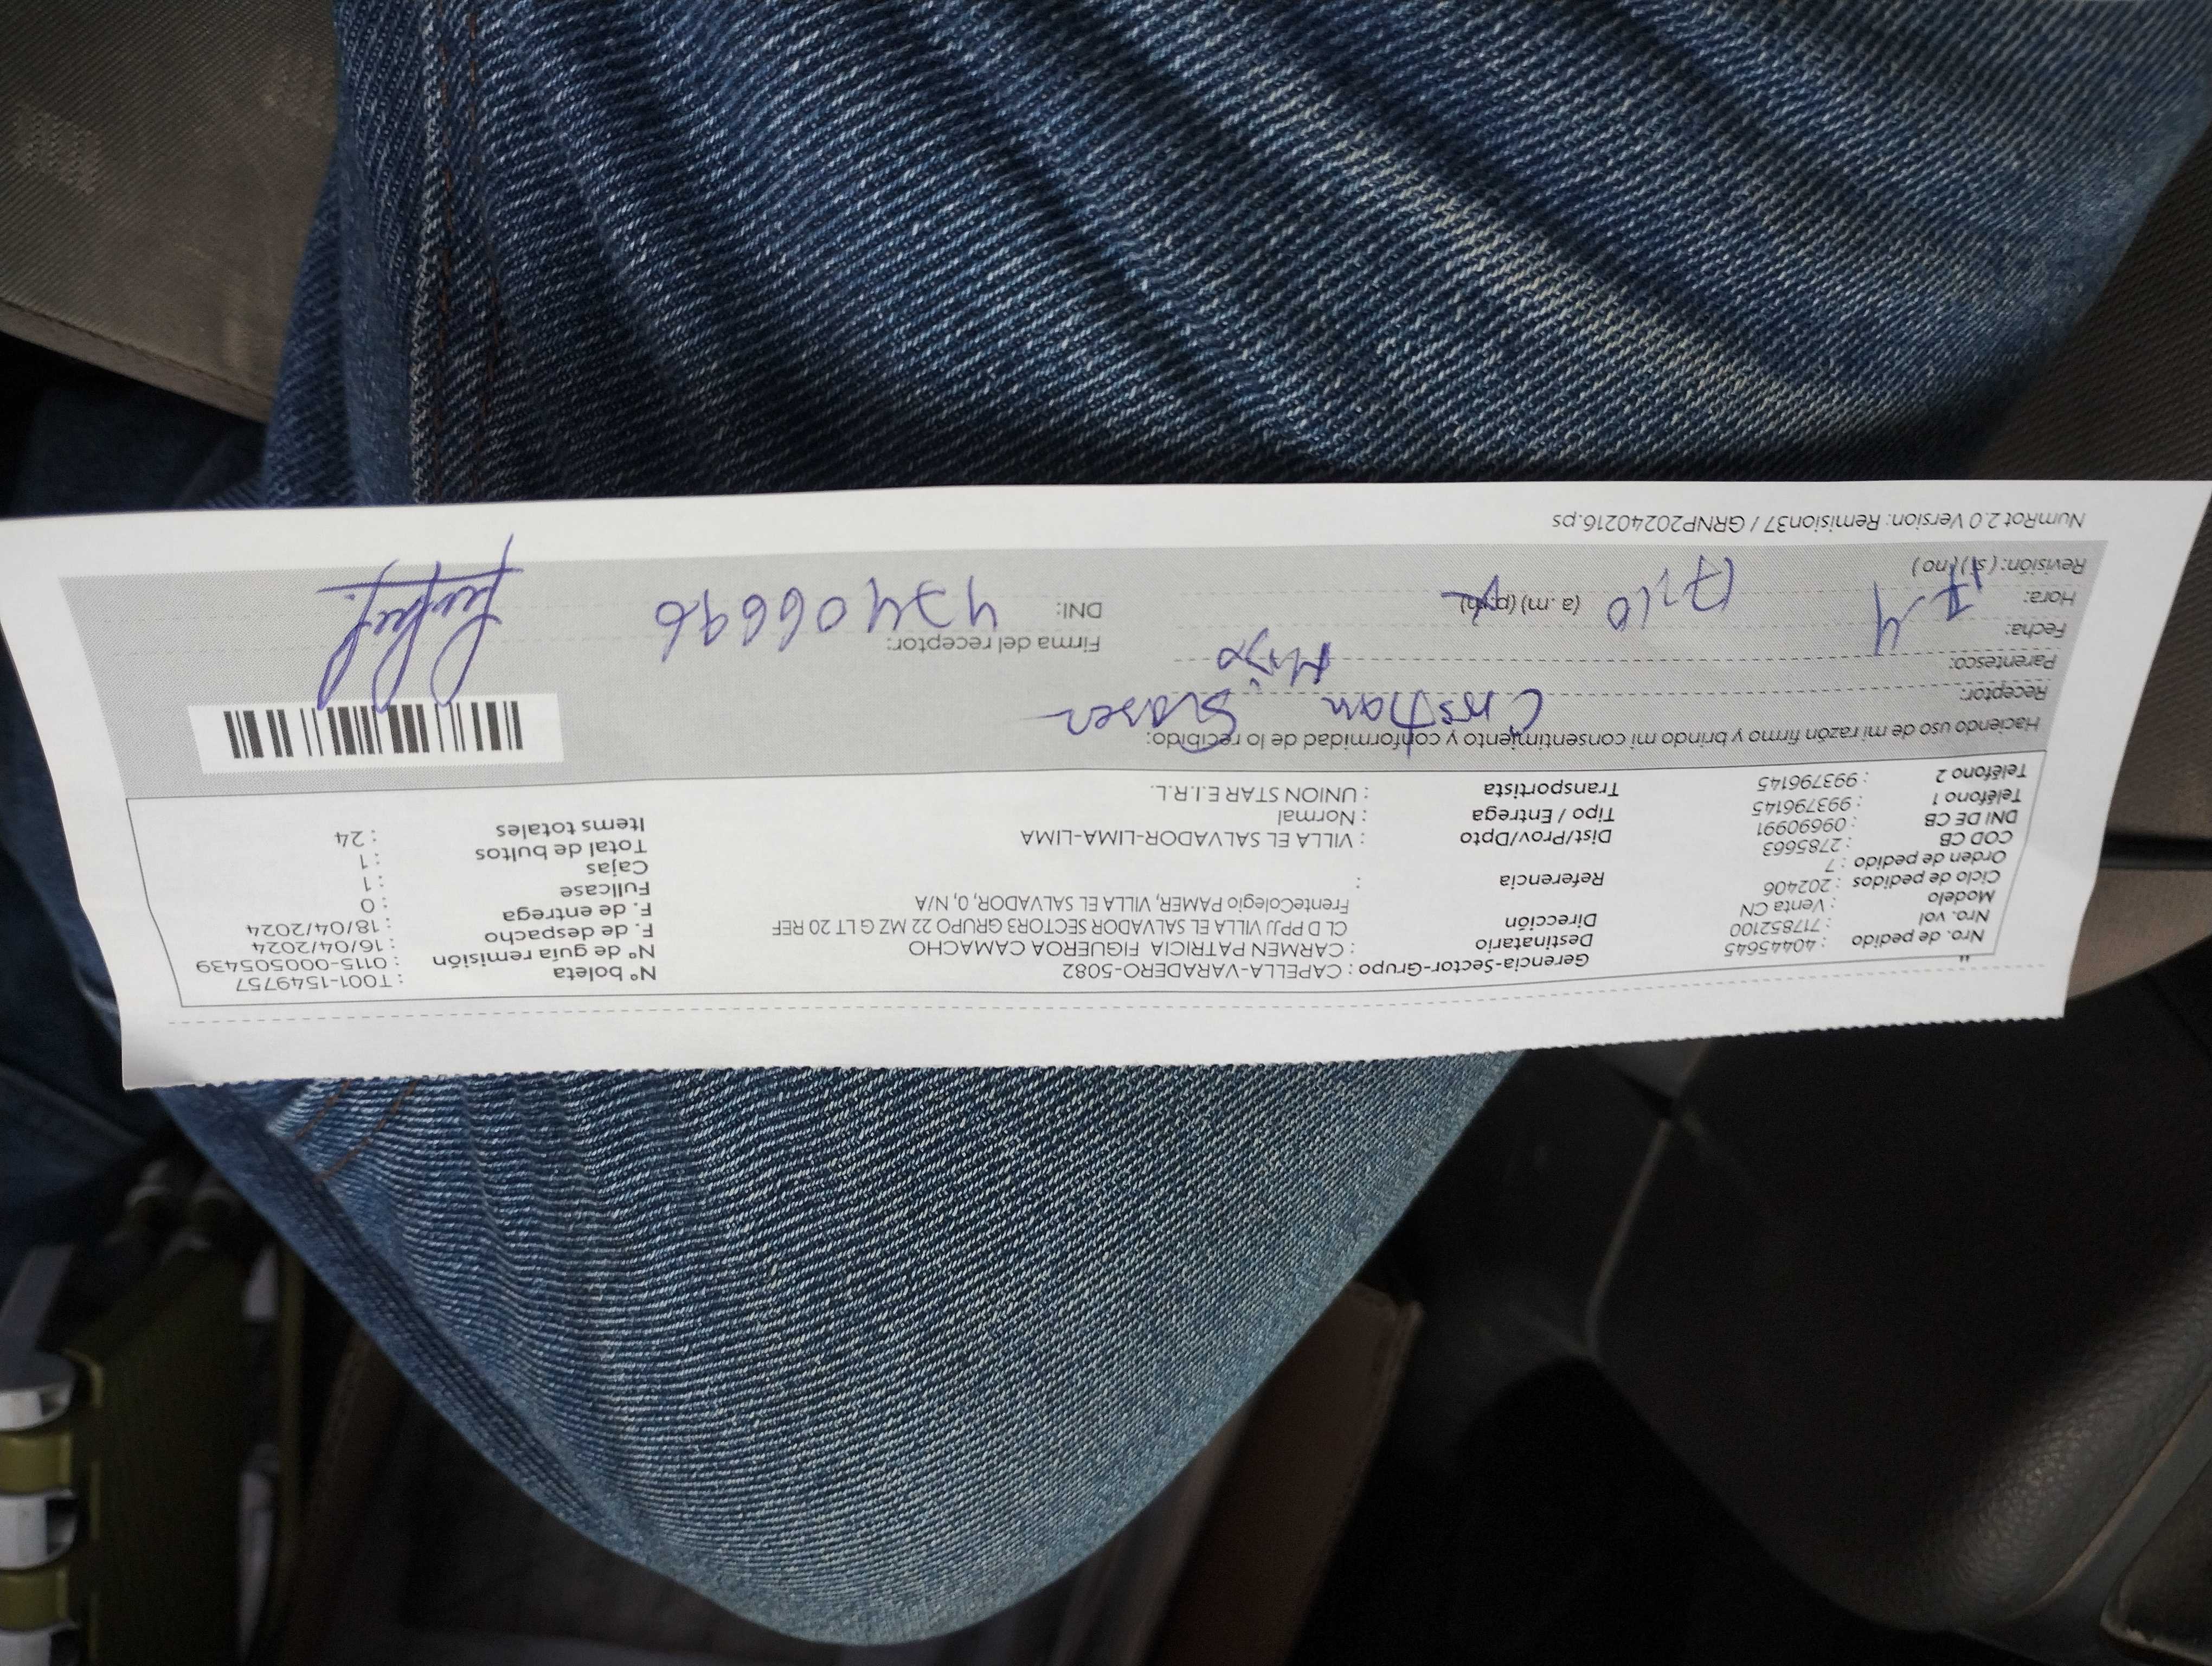 Nro. de pedido : 40445645
Nro. vol : 717852100
Modelo : Venta CN
Ciclo de pedidos : 202406
Orden de pedido : 7
COD CB : 2785663
DNI DE CB : 09690991
Teléfono 1 : 993796145
Teléfono 2 : 993796145
Gerencia-Sector-Grupo : CAPELLA-VARADERO-5082
Destinatario : CARMEN PATRICIA FIGUEROA CAMACHO
Dirección CL D PPJJ VILLA EL SALVADOR SECTOR3 GRUPO 22 MZ G LT 20 REF
FrenteColegio PAMER, VILLA EL SALVADOR, 0, N/A
Referencia :
Dist/Prov/Dpto : VILLA EL SALVADOR-LIMA-LIMA
Tipo / Entrega : Normal
Transportista : UNION STAR E.I.R.L.
Nº boleta : T001-1549757
Nº de guía remisión : 0115-000505439
F. de despacho : 16/04/2024
F. de entrega : 18/04/2024
Fullcase : 0
Cajas : 1
Total de bultos : 1
Items totales : 24
Haciendo uso de mi razón firmo y brindo mi consentimiento y conformidad de lo recibido:
Receptor: Cristian
Parentesco: Hijo
Fecha:
Hora: (a.m) (p.m)
Revisión: ( si ) ( no )
Firma del receptor:
DNI: 47406696
NumRot 2.0 Version: Remision37 / GRNP20240216.ps